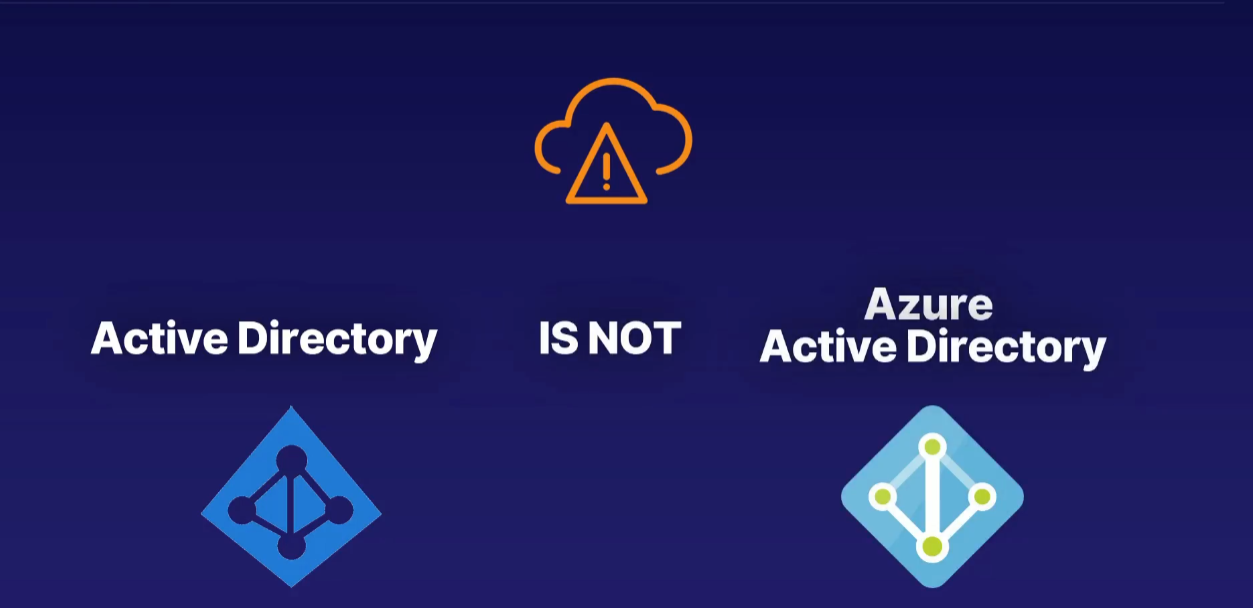 Active Directory
IS NOT
Azure
Active Directory